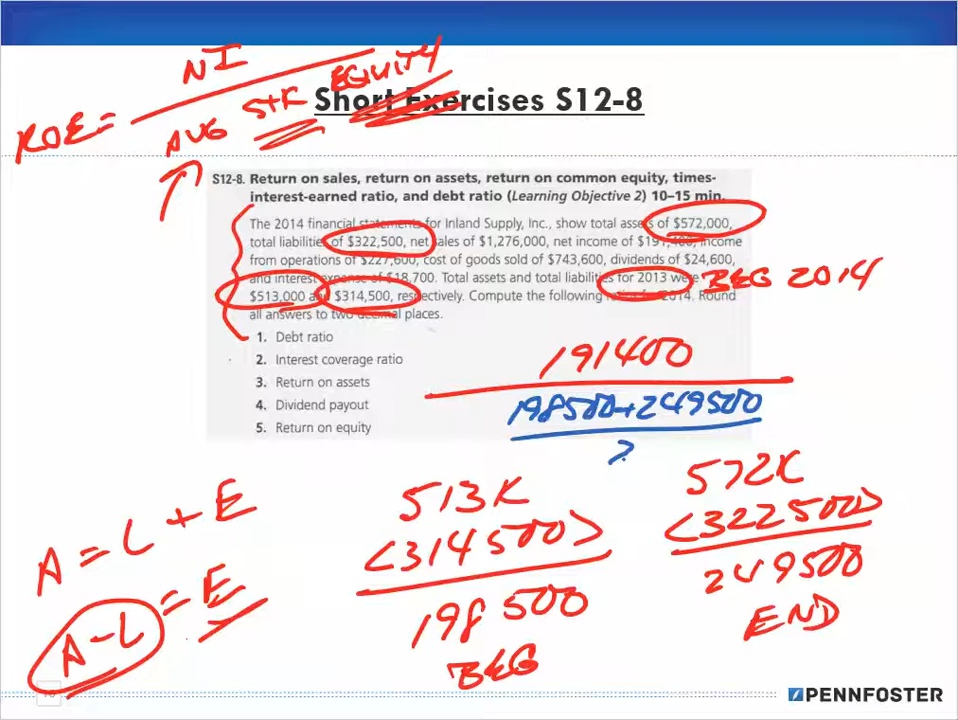 NI
ROE =
AVG STK EQUITY
Short Exercises S12-8
S12-8. Return on sales, return on assets, return on common equity, times-
interest-earned ratio, and debt ratio (Learning Objective 2) 10–15 min.
The 2014 financial statements for Inland Supply, Inc., show total assets of $572,000,
total liabilities of $322,500, net sales of $1,276,000, net income of $191,400, income
from operations of $227,600, cost of goods sold of $743,600, dividends of $24,600,
and interest expense of $18,700. Total assets and total liabilities for 2013 were
$513,000 and $314,500, respectively. Compute the following ratios for 2014. Round
all answers to two decimal places.
BEG 2014
1. Debt ratio
2. Interest coverage ratio
3. Return on assets
4. Dividend payout
5. Return on equity
191400
198500+249500
2
A = L + E
A - L = E
513K
<314500>
198500
BEG
572K
<322500>
249500
END
PENNFOSTER